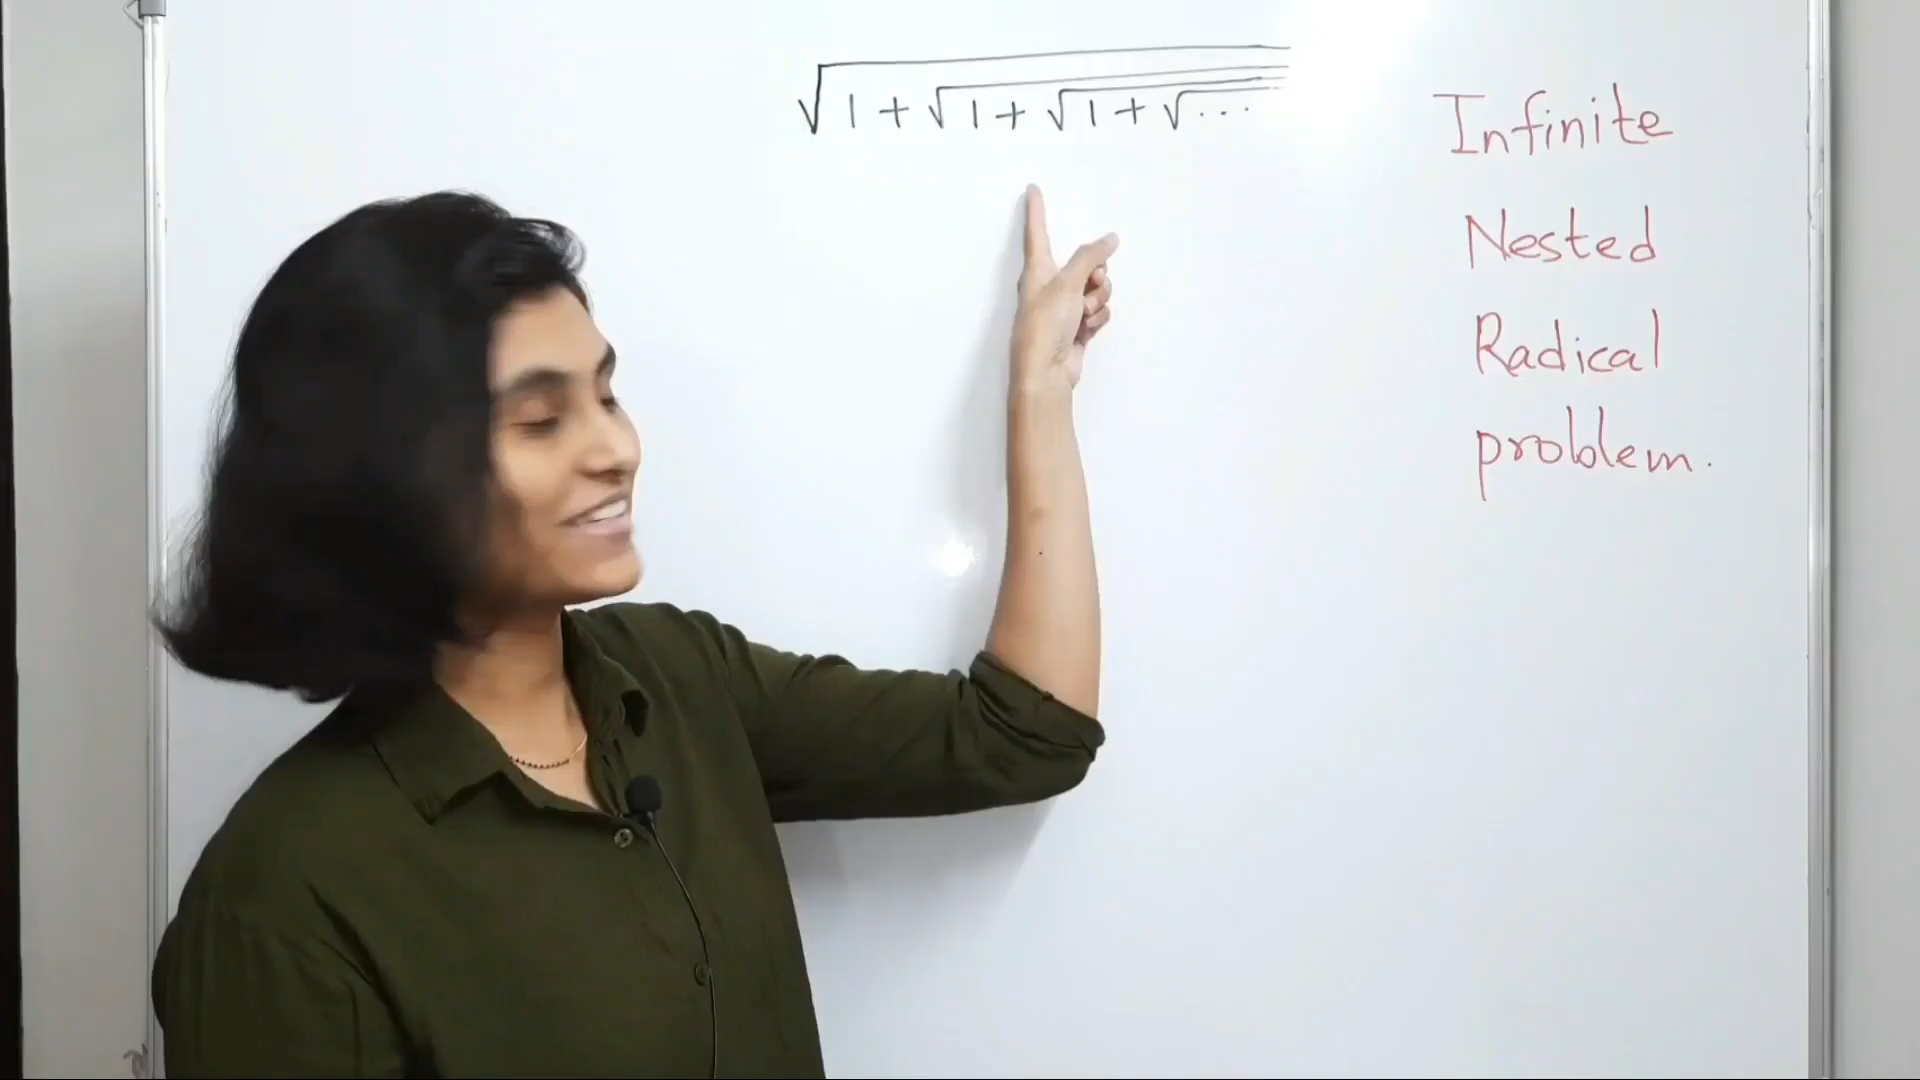 √1 + √1 + √1 + √...
Infinite
Nested
Radical
problem.